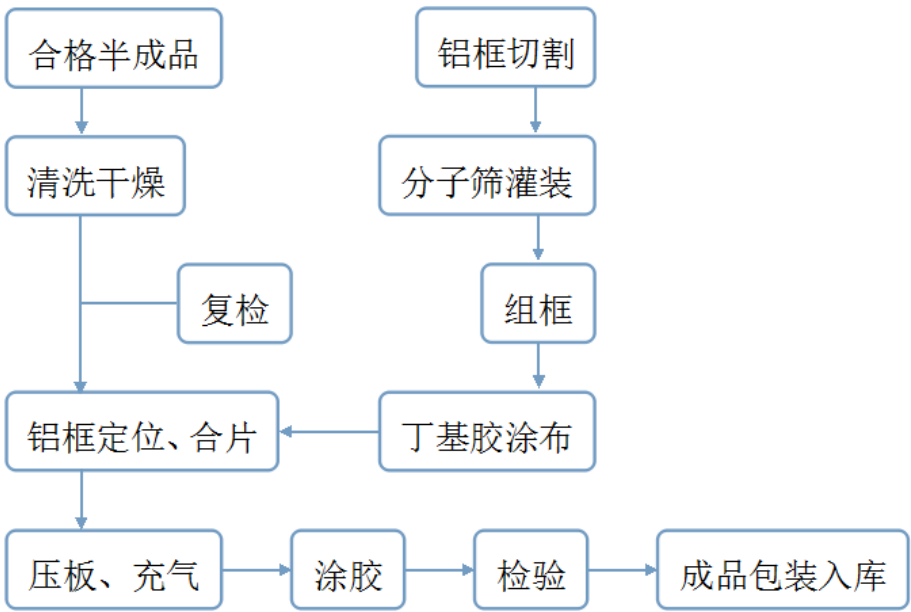 合格半成品
铝框切割
清洗干燥
分子筛灌装
复检
组框
铝框定位、合片
丁基胶涂布
压板、充气
涂胶
检验
成品包装入库